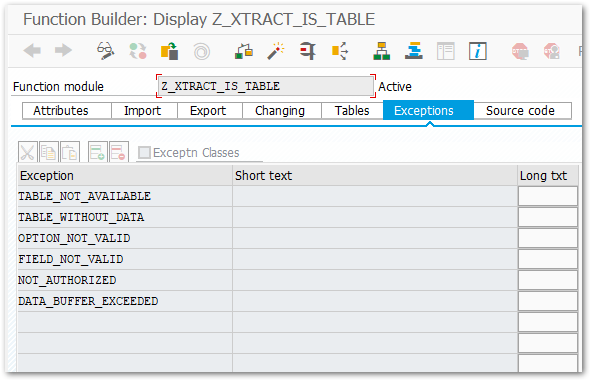 Function Builder: Display Z_XTRACT_IS_TABLE
Function module Z_XTRACT_IS_TABLE Active
Attributes Import Export Changing Tables Exceptions Source code
Exceptn Classes
Exception Short text Long txt
TABLE_NOT_AVAILABLE
TABLE_WITHOUT_DATA
OPTION_NOT_VALID
FIELD_NOT_VALID
NOT_AUTHORIZED
DATA_BUFFER_EXCEEDED